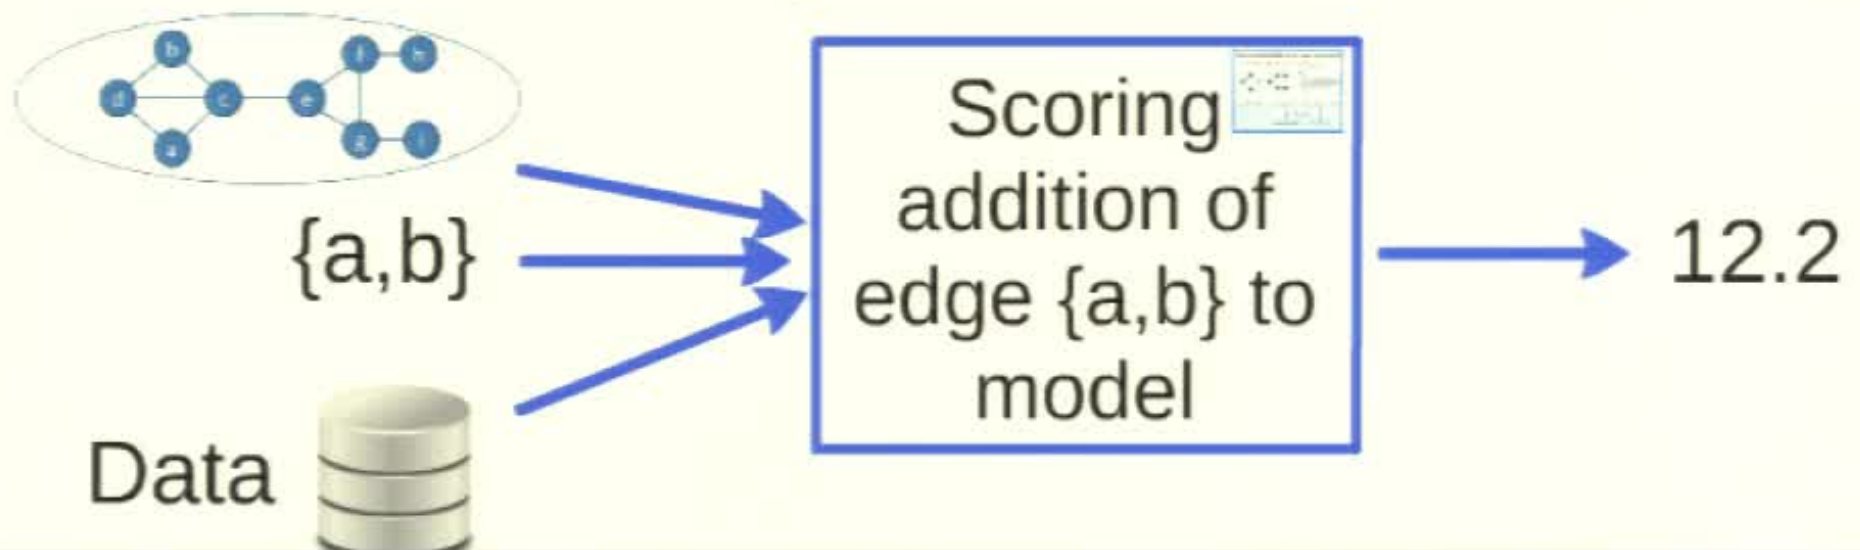 b
f
h
d
c
e
a
g
i
{a,b}
Data
Scoring
addition of
edge {a,b} to
model
12.2